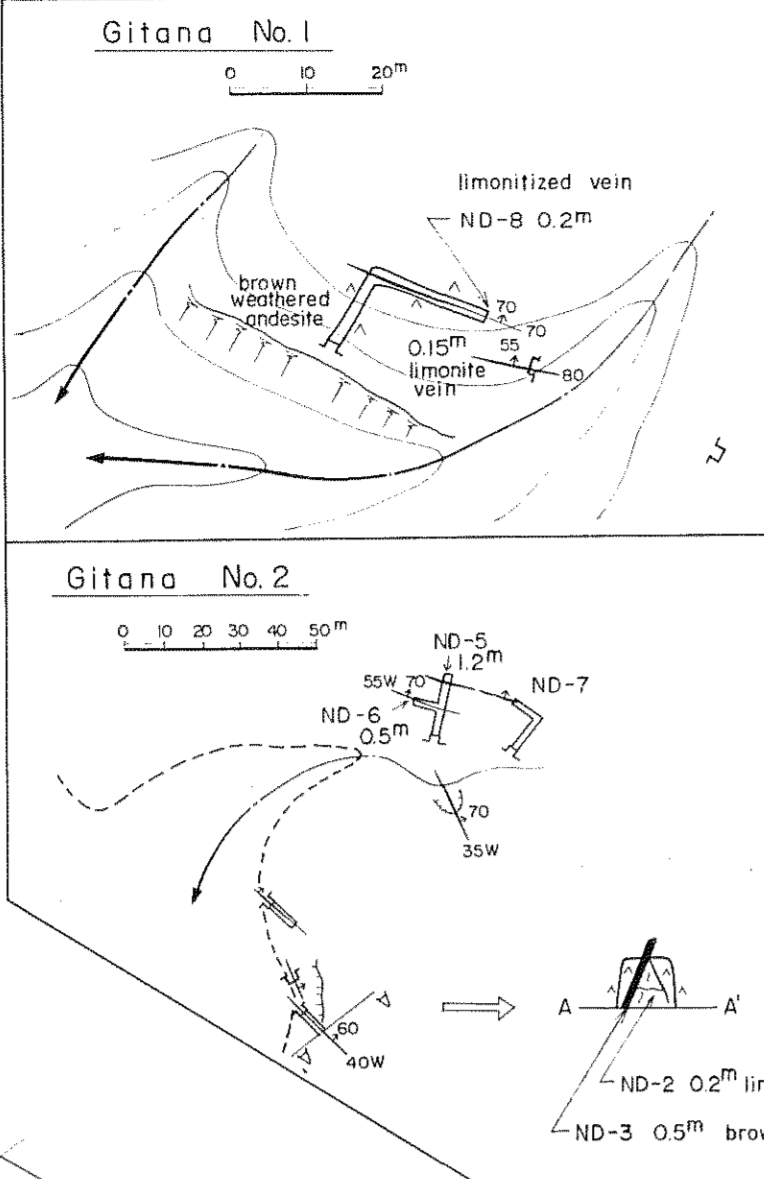 Gitana No. 1
0 10 20m
limonitized vein
ND-8 0.2m
brown
weathered
andesite
70
70
55
0.15m
limonite
vein
80
Gitana No. 2
0 10 20 30 40 50m
ND-5
1.2m
55W 70
ND-7
ND-6
0.5m
70
35W
60
40W
A A'
ND-2 0.2m lim
ND-3 0.5m brow